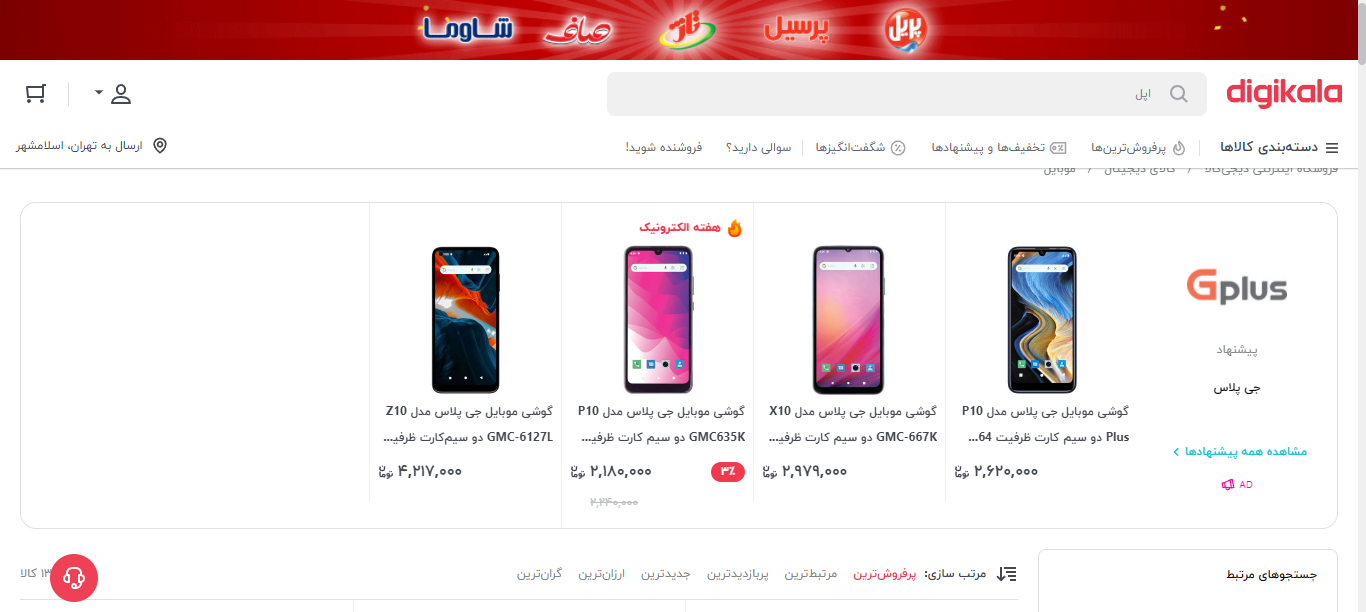 شاوما صاف تاژ پرسیل پریل
digikala
اپل
دسته‌بندی کالاها
پرفروش‌ترین‌ها
تخفیف‌ها و پیشنهادها
شگفت‌انگیزها
سوالی دارید؟
فروشنده شوید!
ارسال به تهران، اسلامشهر
فروشگاه اینترنتی دیجی‌کالا / کالای دیجیتال / موبایل
Gplus
پیشنهاد
جی پلاس
مشاهده همه پیشنهادها
AD
گوشی موبایل جی پلاس مدل P10
Plus دو سیم کارت ظرفیت 64...
۲,۶۲۰,۰۰۰ تومان
گوشی موبایل جی پلاس مدل X10
GMC-667K دو سیم کارت ظرفیـ...
۲,۹۷۹,۰۰۰ تومان
هفته الکترونیک
گوشی موبایل جی پلاس مدل P10
GMC635K دو سیم کارت ظرفیـ...
۳٪
۲,۱۸۰,۰۰۰ تومان
۲,۲۴۰,۰۰۰
گوشی موبایل جی پلاس مدل Z10
GMC-6127L دو سیم‌کارت ظرفیـ...
۴,۲۱۷,۰۰۰ تومان
جستجوهای مرتبط
مرتب سازی: پرفروش‌ترین مرتبط‌ترین پربازدیدترین جدیدترین ارزان‌ترین گران‌ترین
کالا